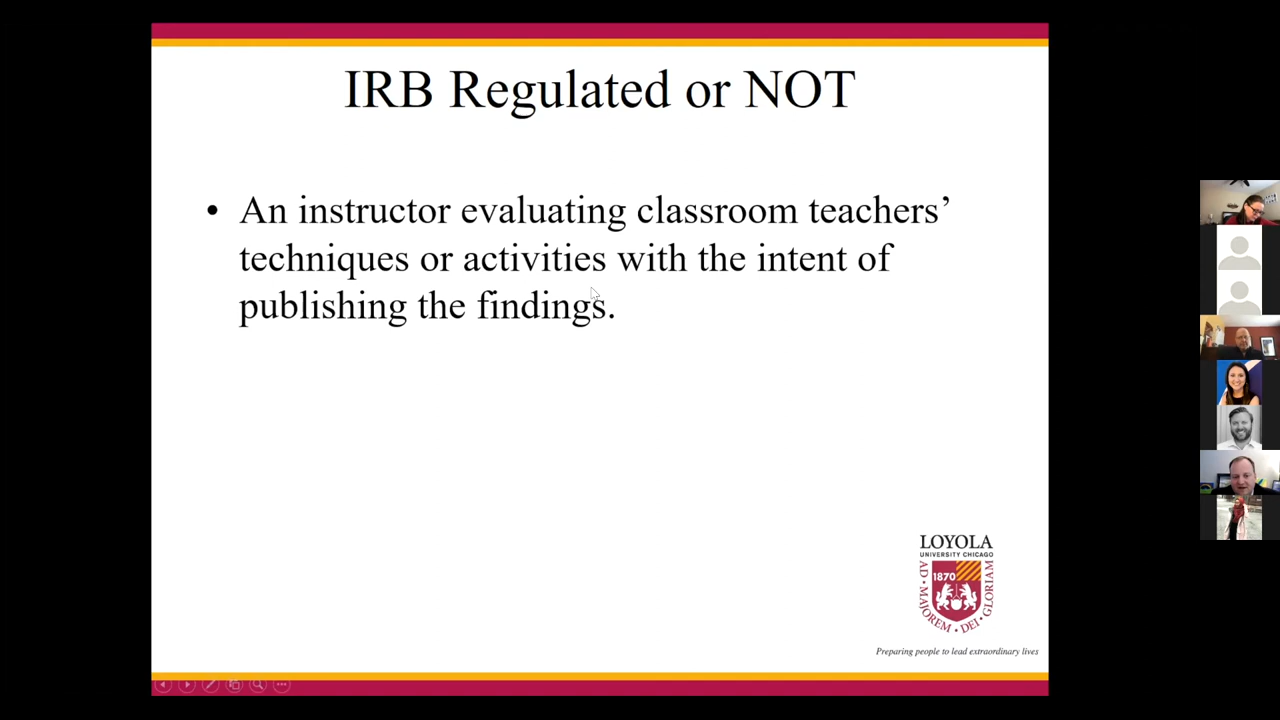 IRB Regulated or NOT
• An instructor evaluating classroom teachers’
techniques or activities with the intent of
publishing the findings.
LOYOLA
UNIVERSITY CHICAGO
1870
AD • MAJOREM • DEI • GLORIAM
Preparing people to lead extraordinary lives